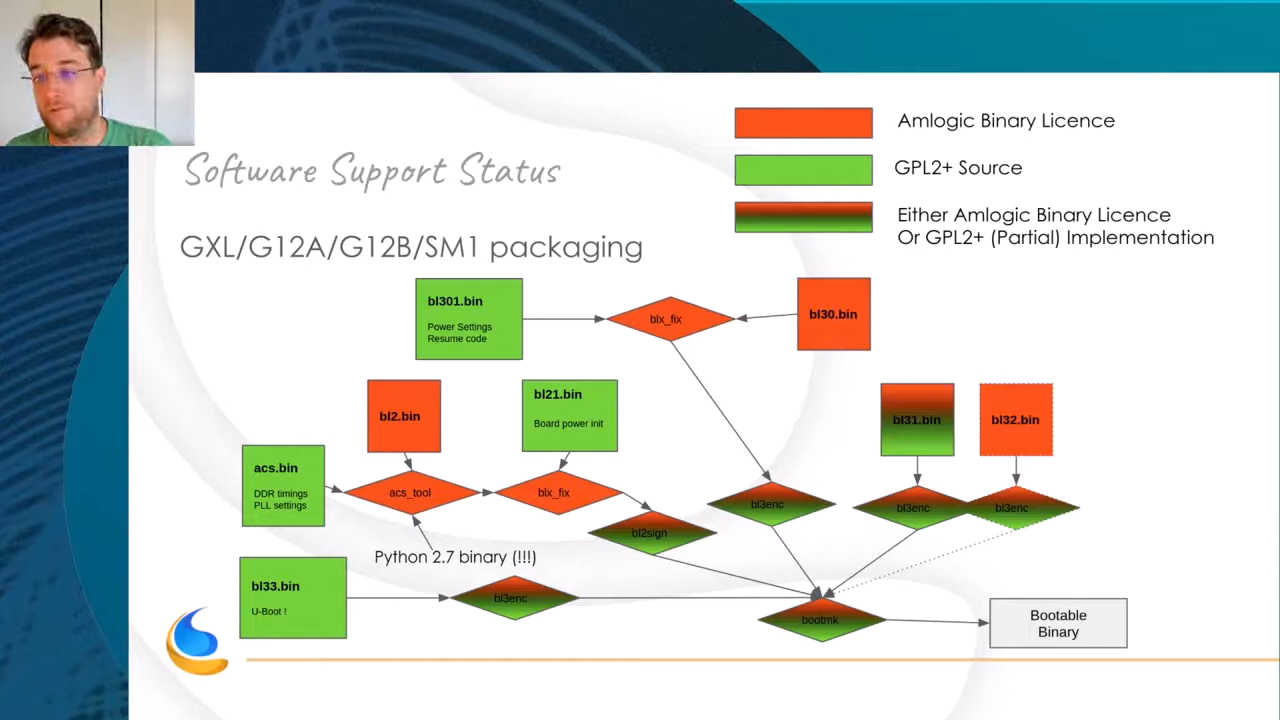 Amlogic Binary Licence
GPL2+ Source
Either Amlogic Binary Licence
Or GPL2+ (Partial) Implementation
Software Support Status
GXL/G12A/G12B/SM1 packaging
bl301.bin
Power Settings
Resume code
blx_fix
bl30.bin
bl2.bin
bl21.bin
Board power init
bl31.bin
bl32.bin
acs.bin
DDR timings
PLL settings
acs_tool
blx_fix
bl2sign
bl3enc
bl3enc
bl3enc
Python 2.7 binary (!!!)
bl33.bin
U-Boot !
bl3enc
bootmk
Bootable
Binary